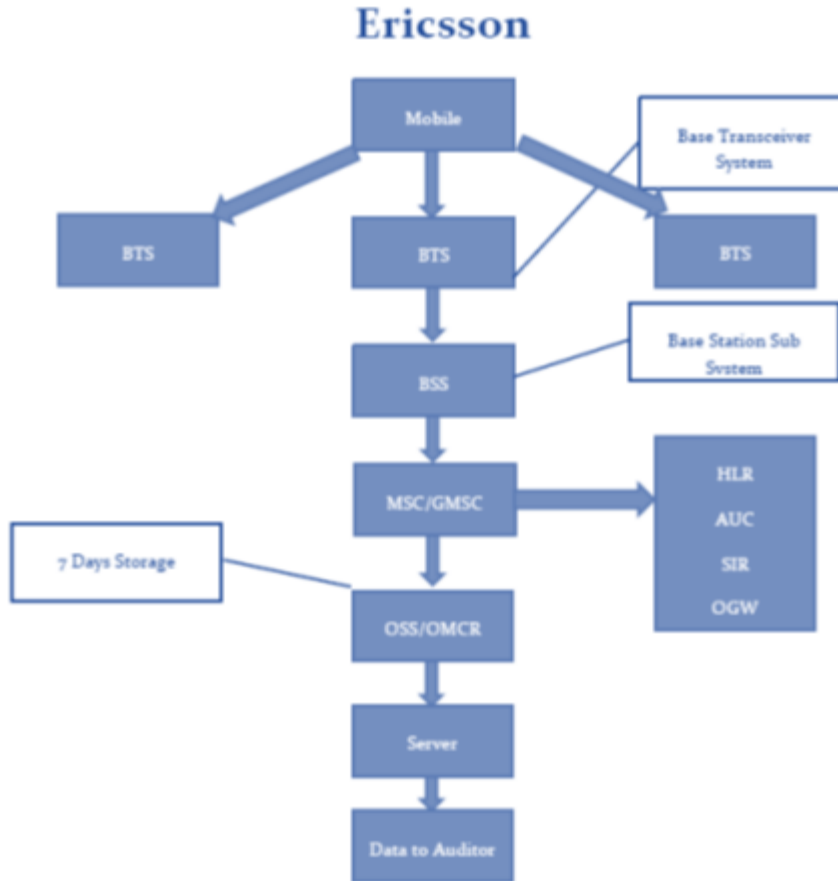 Ericsson
Mobile
Base Transceiver
System
BTS
BTS
BTS
Base Station Sub
System
BSS
HLR
MSC/GMSC
AUC
7 Days Storage
SIR
OGW
OSS/OMCR
Server
Data to Auditor